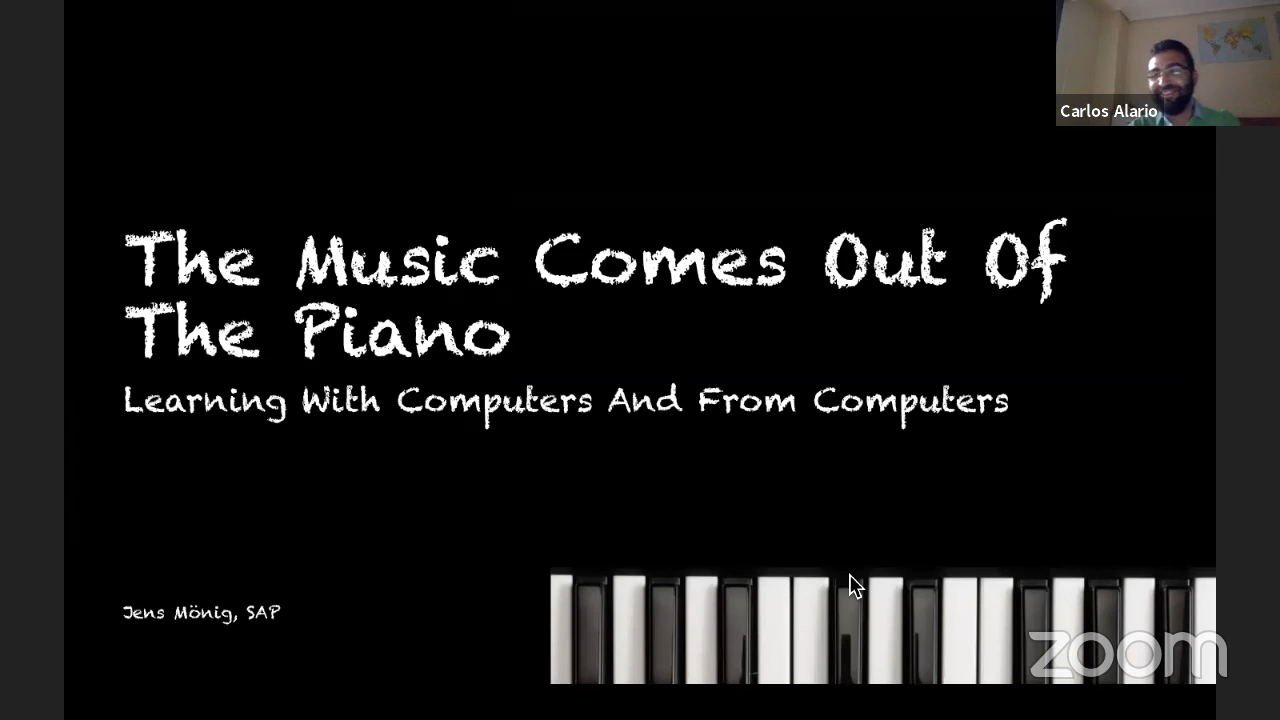 Carlos Alario
The Music Comes Out Of
The Piano
Learning With Computers And From Computers
Jens Mönig, SAP
zoom